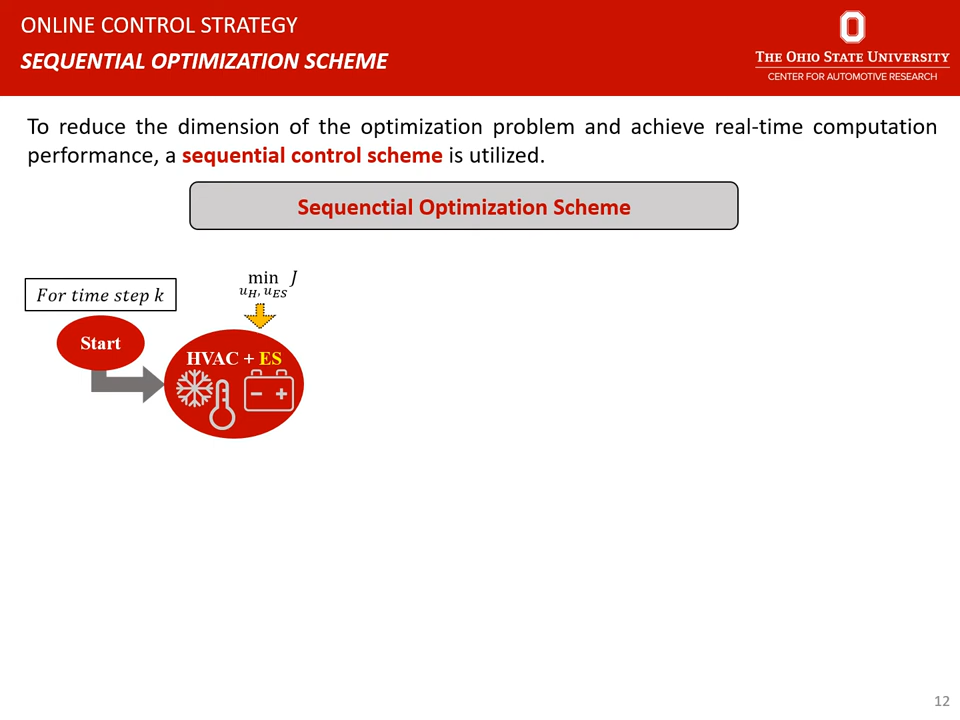 ONLINE CONTROL STRATEGY
SEQUENTIAL OPTIMIZATION SCHEME
THE OHIO STATE UNIVERSITY
CENTER FOR AUTOMOTIVE RESEARCH
To reduce the dimension of the optimization problem and achieve real-time computation
performance, a sequential control scheme is utilized.
Sequenctial Optimization Scheme
For time step k
min J
u_H, u_ES
Start
HVAC + ES
12